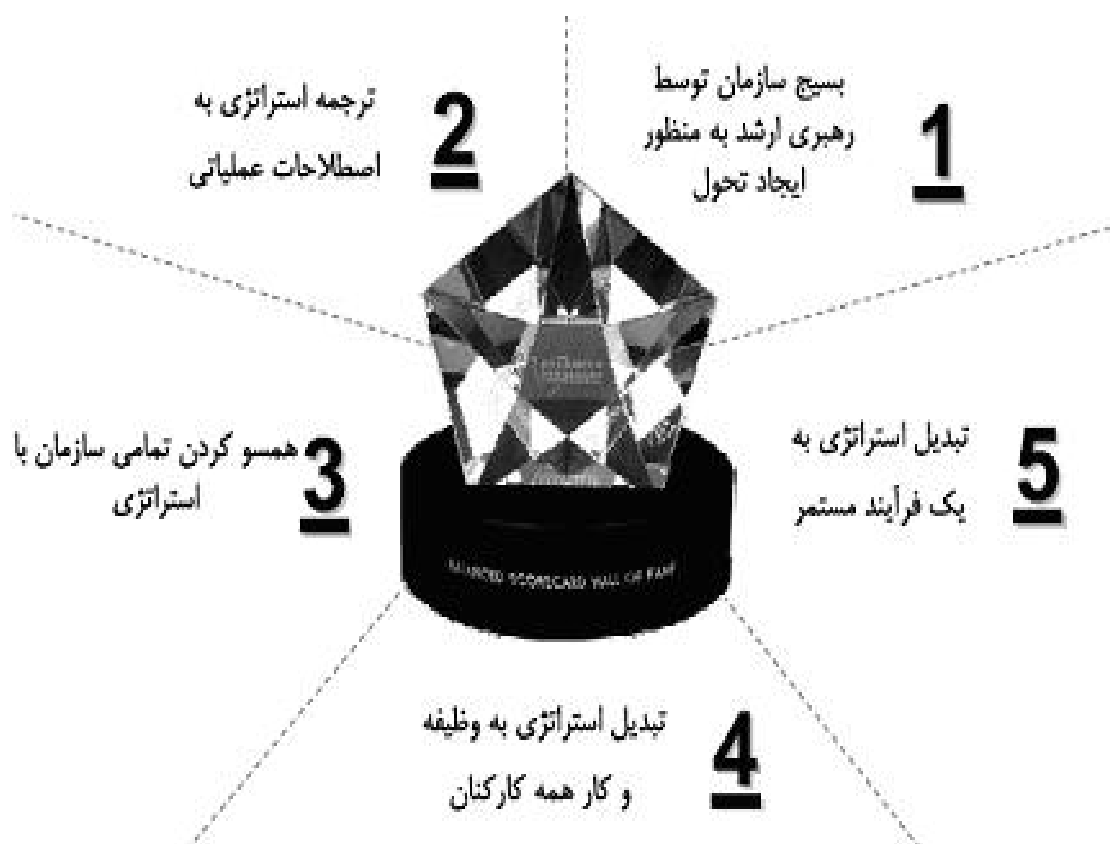 1
بسیج سازمان توسط
رهبری ارشد به منظور
ایجاد تحول
2
ترجمه استراتژی به
اصطلاحات عملیاتی
3
همسو کردن تمامی سازمان با
استراتژی
4
تبدیل استراتژی به وظیفه
و کار همه کارکنان
5
تبدیل استراتژی به
یک فرآیند مستمر
BALANCED SCORECARD HALL OF FAME